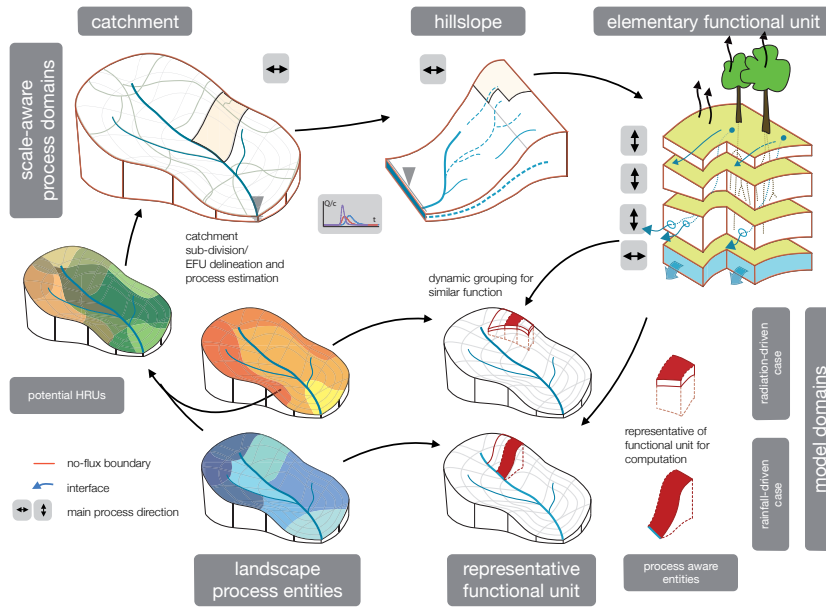 catchment
hillslope
elementary functional unit
scale-aware
process domains
Q/c
t
catchment
sub-division/
EFU delineation and
process estimation
dynamic grouping for
similar function
potential HRUs
radiation-driven
case
model domains
representative of
functional unit for
computation
rainfall-driven
case
no-flux boundary
interface
main process direction
landscape
process entities
representative
functional unit
process aware
entities